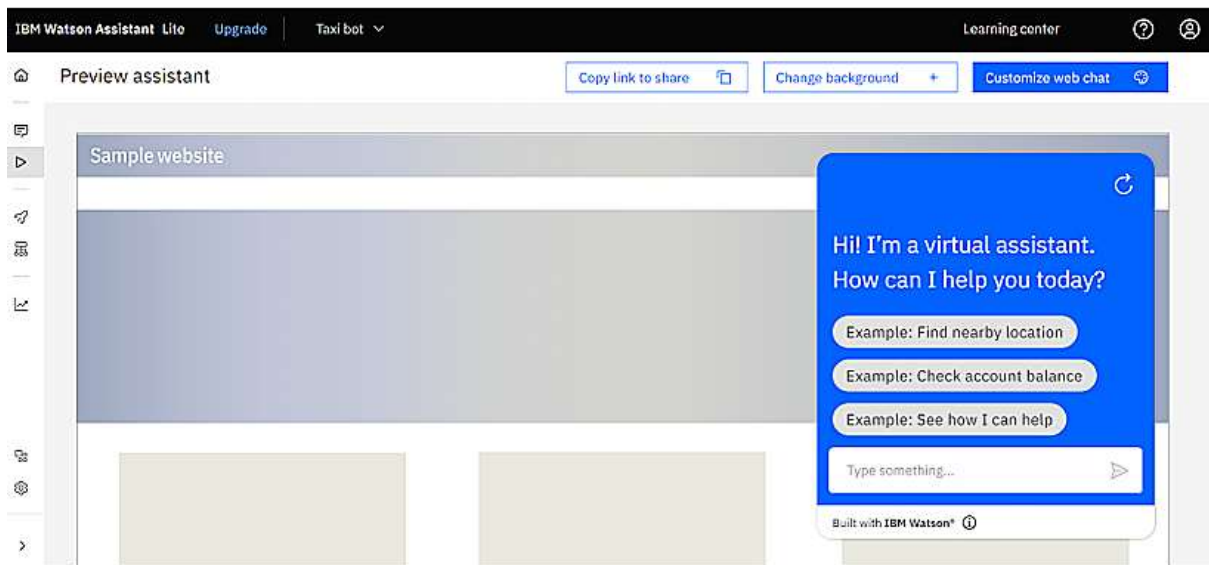 IBM Watson Assistant Lite Upgrade Taxi bot Learning center
Preview assistant Copy link to share Change background + Customize web chat
Sample website
Hi! I'm a virtual assistant.
How can I help you today?
Example: Find nearby location
Example: Check account balance
Example: See how I can help
Type something...
Built with IBM Watson®